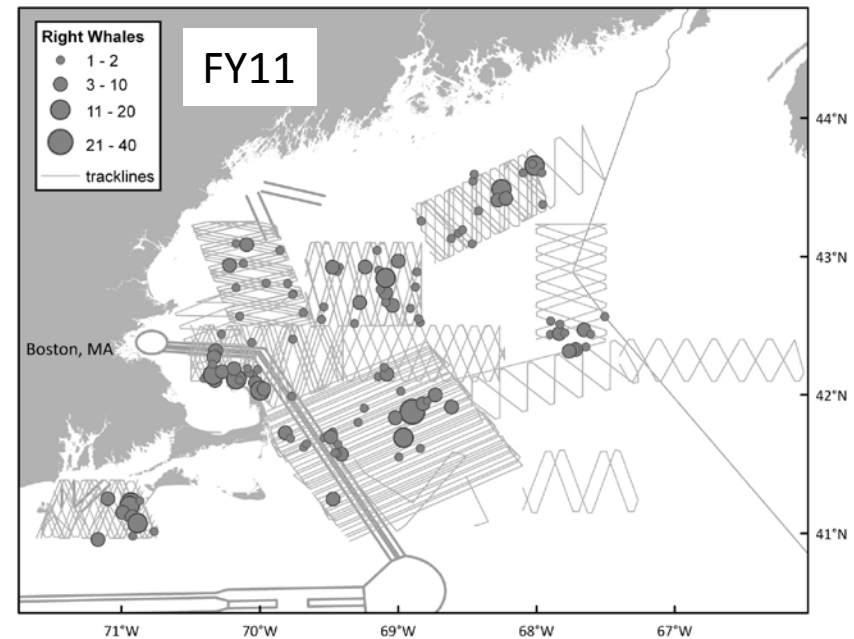 Right Whales
1 - 2
3 - 10
11 - 20
21 - 40
tracklines
FY11
44°N
43°N
Boston, MA
42°N
41°N
71°W
70°W
69°W
68°W
67°W